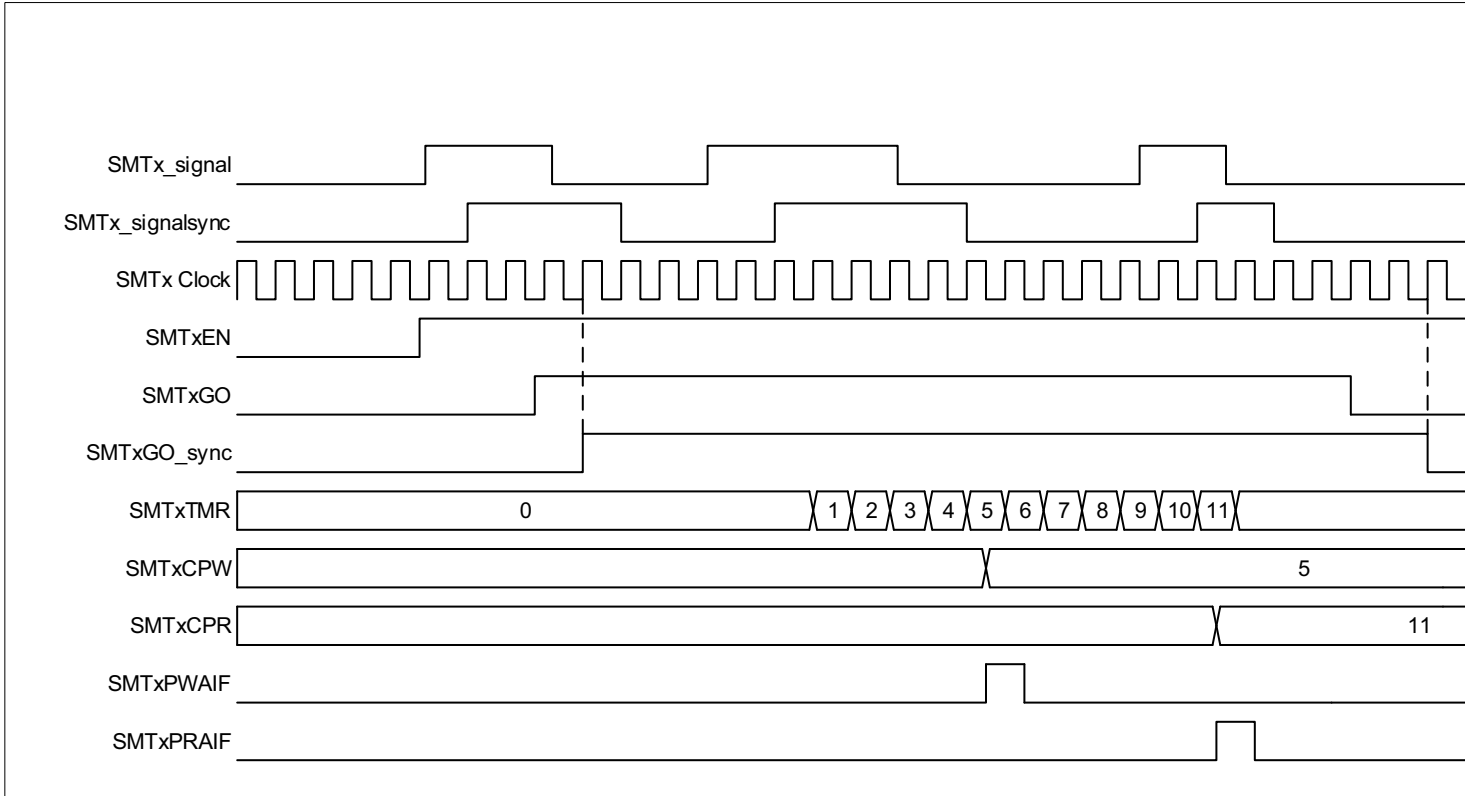 SMTx_signal
SMTx_signalsync
SMTx Clock
SMTxEN
SMTxGO
SMTxGO_sync
SMTxTMR 0 1 2 3 4 5 6 7 8 9 10 11
SMTxCPW 5
SMTxCPR 11
SMTxPWAIF
SMTxPRAIF